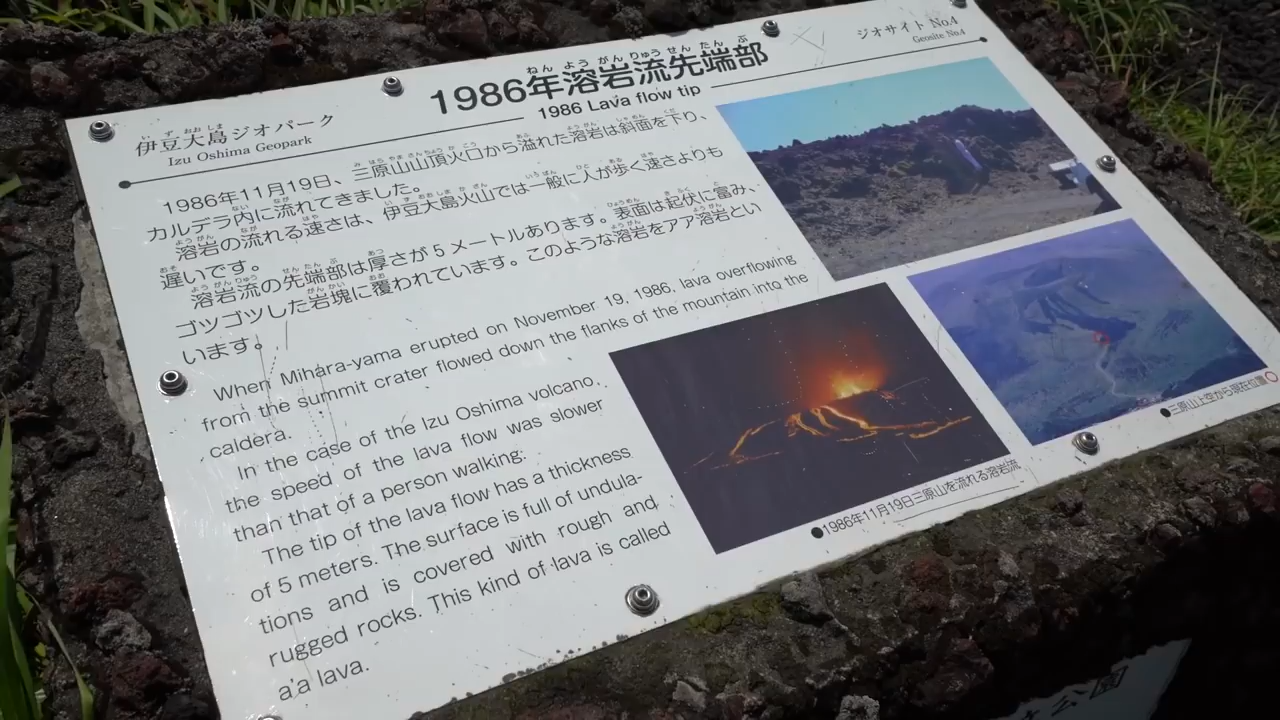 伊豆大島ジオパーク
Izu Oshima Geopark
1986年溶岩流先端部
1986 Lava flow tip
ジオサイト No.4
Geosite No.4
1986年11月19日、三原山山頂火口から溢れた溶岩は斜面を下り、
カルデラ内に流れてきました。
溶岩の流れる速さは、伊豆大島火山では一般に人が歩く速さよりも
遅いです。
溶岩流の先端部は厚さが5メートルあります。表面は起伏に富み、
ゴツゴツした岩塊に覆われています。このような溶岩をアア溶岩とい
います。
When Mihara-yama erupted on November 19, 1986, lava overflowing
from the summit crater flowed down the flanks of the mountain into the
caldera.
In the case of the Izu Oshima volcano,
the speed of the lava flow was slower
than that of a person walking.
The tip of the lava flow has a thickness
of 5 meters. The surface is full of undula-
tions and is covered with rough and
rugged rocks. This kind of lava is called
a'a lava.
●1986年11月19日三原山を流れる溶岩流
●三原山上空から現在位置○
公園